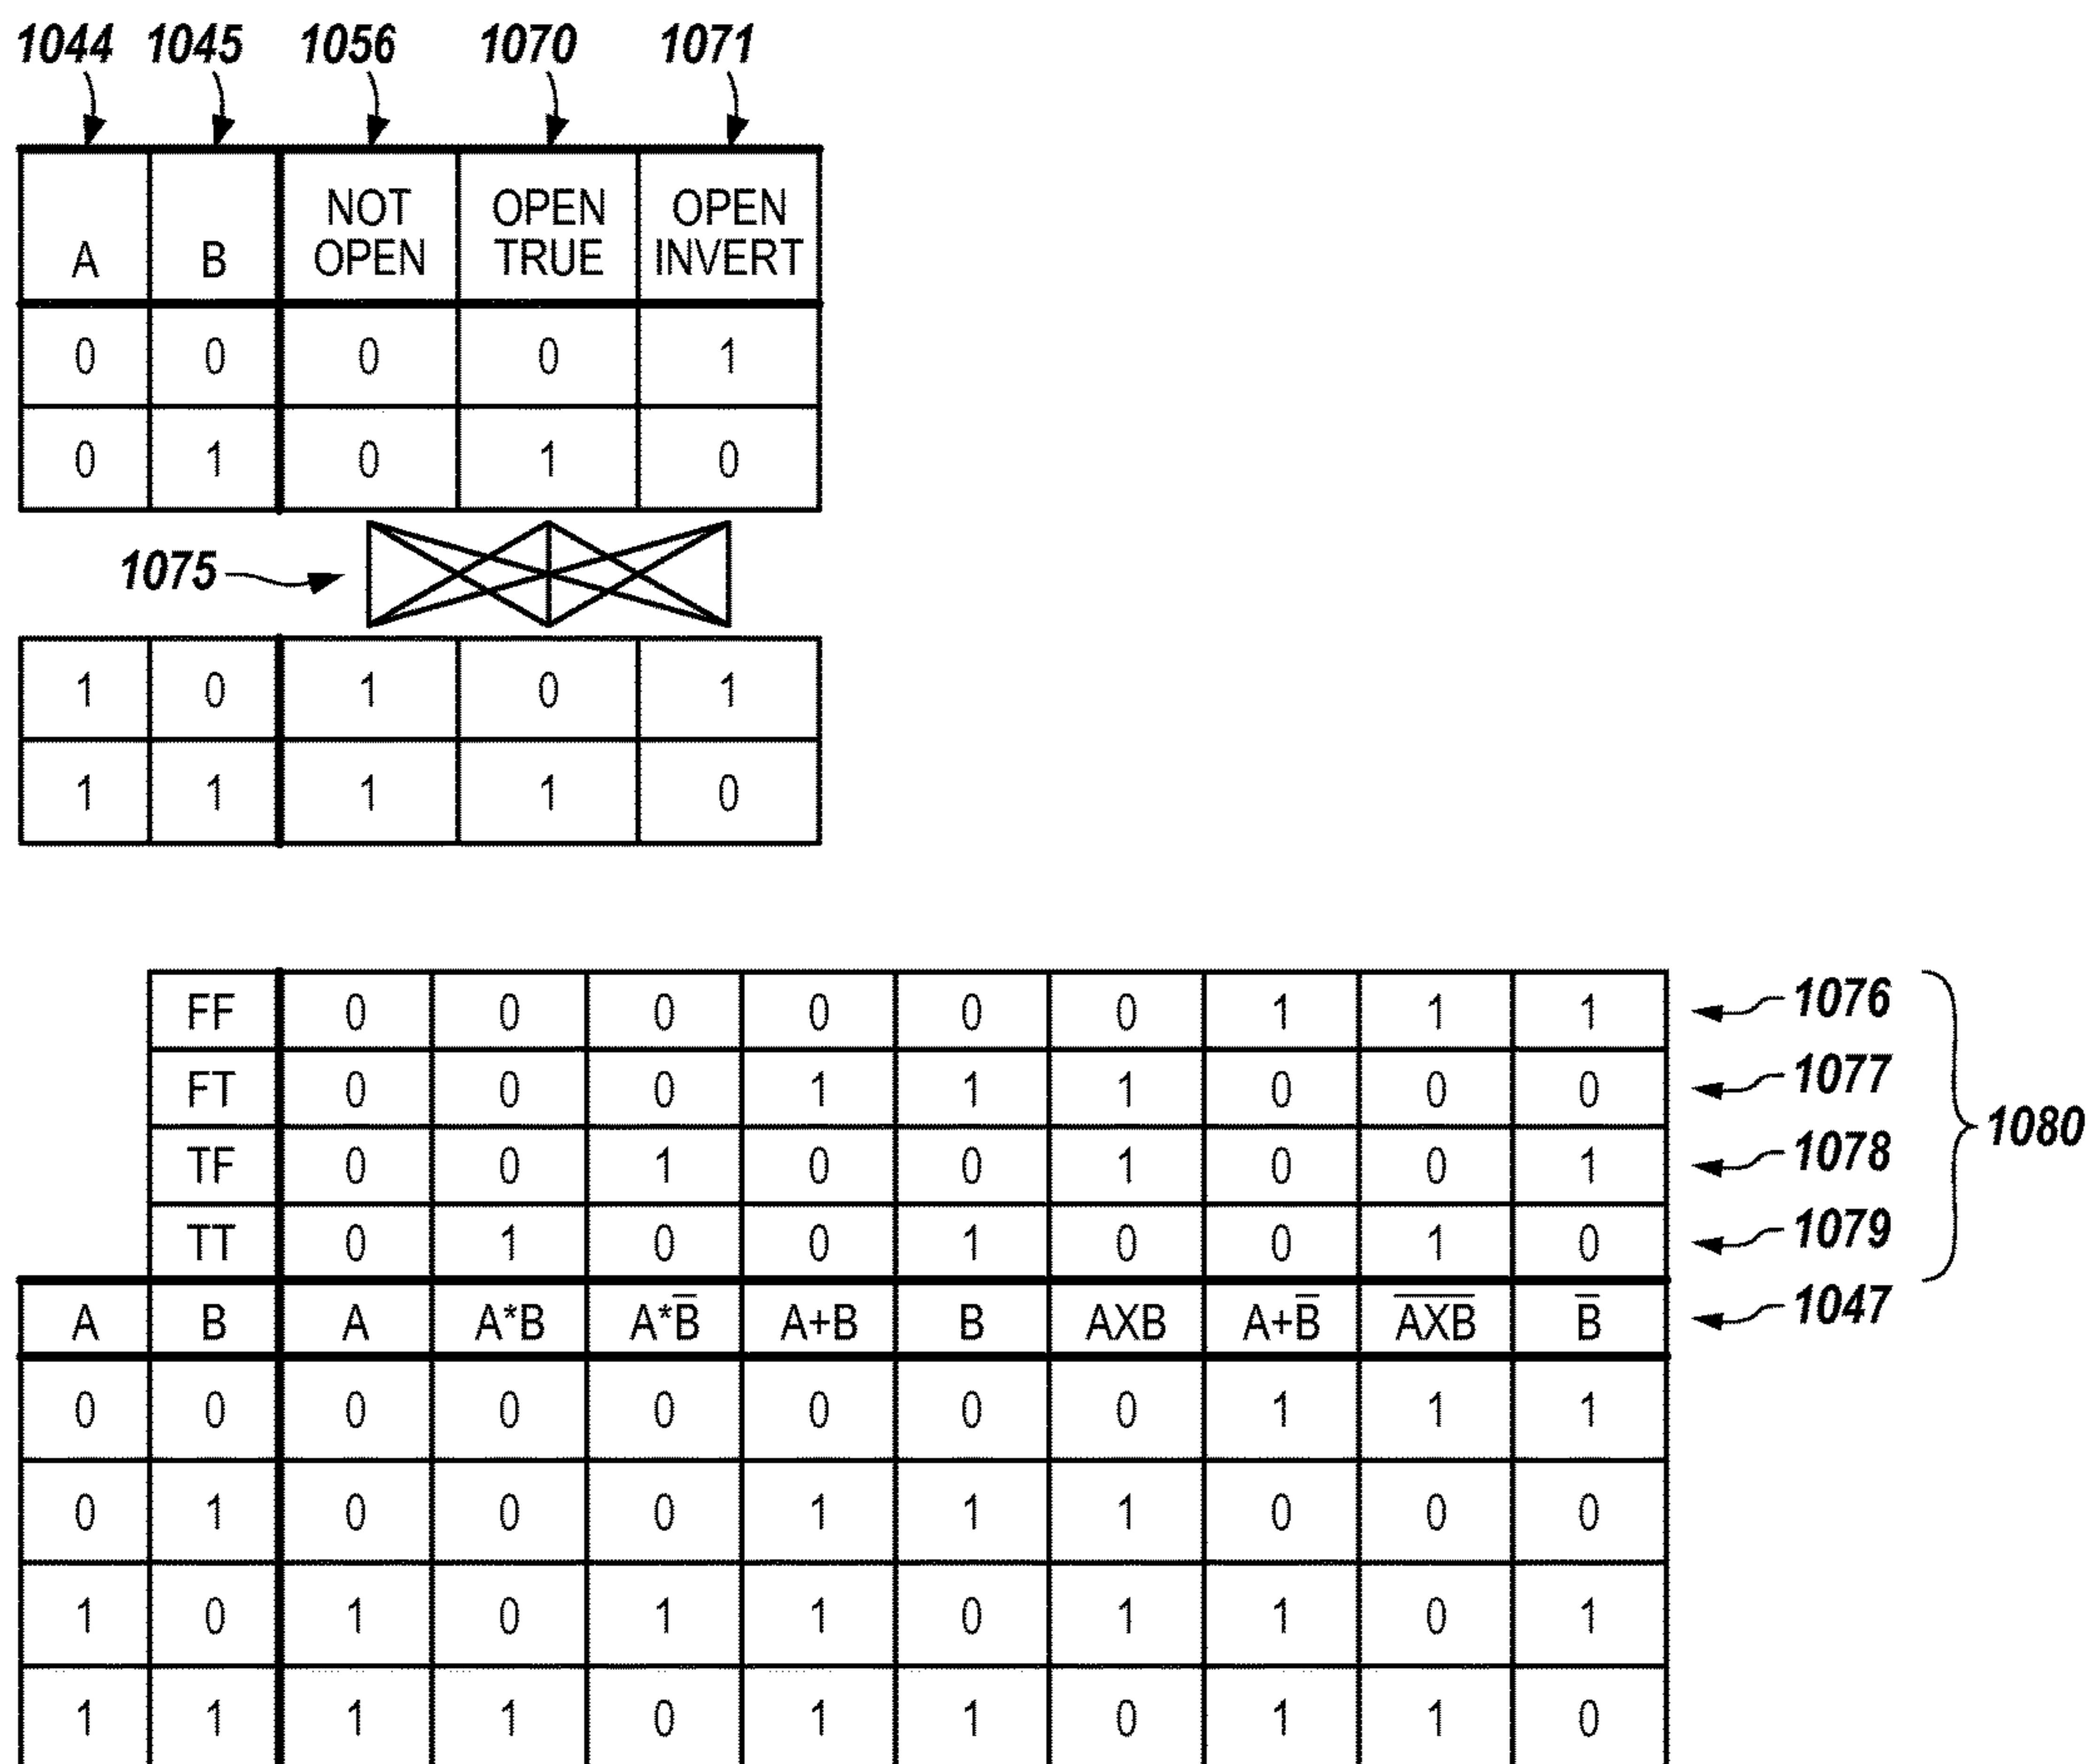 1044 1045 1056 1070 1071
A B NOT OPEN OPEN TRUE OPEN INVERT
0 0 0 0 1
0 1 0 1 0
1075
1 0 1 0 1
1 1 1 1 0
FF 0 0 0 0 0 0 1 1 1 1076
FT 0 0 0 1 1 1 0 0 0 1077
1080
TF 0 0 1 0 0 1 0 0 1 1078
TT 0 1 0 0 1 0 0 1 0 1079
A B A A*B A*B̅ A+B B AXB A+B̅ A̅X̅B̅ B̅ 1047
0 0 0 0 0 0 0 0 1 1 1
0 1 0 0 0 1 1 1 0 0 0
1 0 1 0 1 1 0 1 1 0 1
1 1 1 1 0 1 1 0 1 1 0